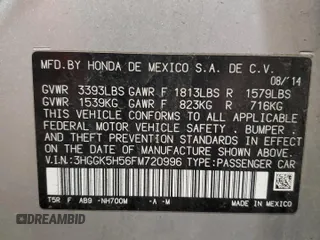 MFD.BY HONDA DE MEXICO S.A. DE C.V.
08/'14
GVWR 3393LBS GAWR F 1813LBS R 1579LBS
GVWR 1539KG GAWR F 823KG R 716KG
THIS VEHICLE CONFORMS TO ALL APPLICABLE
FEDERAL MOTOR VEHICLE SAFETY , BUMPER ,
AND THEFT PREVENTION STANDARDS IN EFFECT
ON THE DATE OF MANUFACTURE SHOWN ABOVE.
V.I.N.:3HGGK5H56FM720996 TYPE:PASSENGER CAR
T5R F AB9 -NH700M -A -M
MADE IN MEXICO
DREAMBID